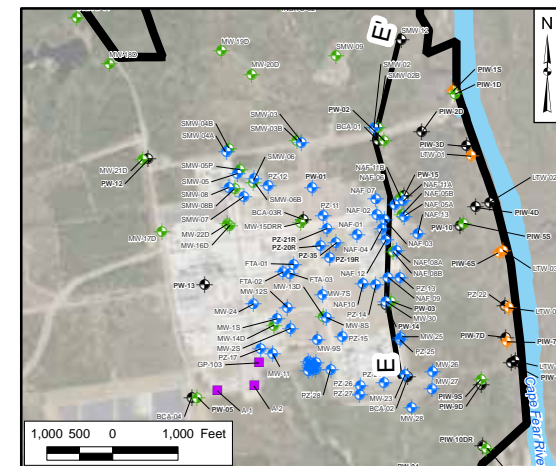 E'
SMW-12
N
MW-18D
MW-19D
SMW-09
MW-20D
SMW-02
SMW-02B
PIW-1S
PIW-1D
SMW-03
SMW-03B
SMW-04B
SMW-04A
PW-02
BCA-01
PIW-2D
PIW-3D
LTW-01
MW-21D
PW-12
SMW-05P
SMW-05
SMW-08
SMW-08B
SMW-07
SMW-06
PZ-12
SMW-06B
PW-01
NAF-11B
PW-15
NAF-11A
NAF-05B
NAF-05A
NAF-13
NAF-07
NAF-02
NAF-01
NAF-04
NAF-03
BCA-03R
MW-15DRR
PZ-11
PZ-21R
PZ-20R
PZ-35
PZ-19R
MW-22D
MW-16D
MW-17D
PIW-4D
PW-10
PIW-5S
PIW-6S
LTW-03
NAF-08A
NAF-08B
NAF-12
FTA-01
FTA-02
FTA-03
PW-13
MW-12S
MW-13D
MW-7S
NAF10
PZ-13
NAF-09
PW-03
MW-30
PZ-22
MW-24
MW-1S
MW-14D
MW-2S
PZ-17
GP-103
MW-8S
PZ-14
PZ-15
PW-14
PZ-25
PIW-7D
MW-9S
MW-11
E
PZ-28
PZ-26
PZ-27
MW-23
BCA-02
MW-26
MW-27
MW-28
PIW-9S
PIW-9D
BCA-04
PW-05
A-1
A-2
PIW-10DR
Cape Fear River
1,000 500 0 1,000 Feet